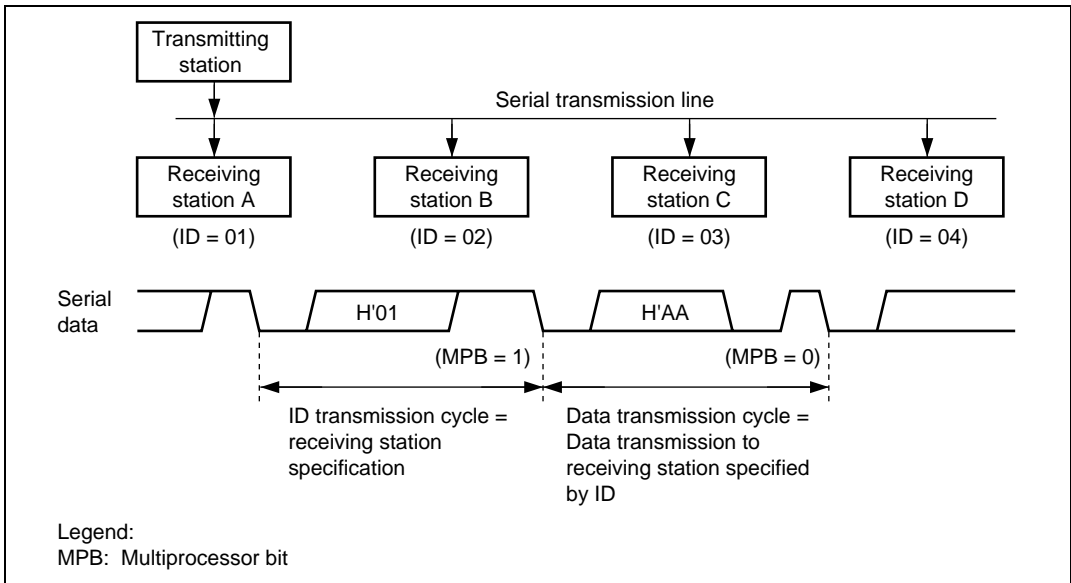 Transmitting
station
Serial transmission line
Receiving
station A
Receiving
station B
Receiving
station C
Receiving
station D
(ID = 01)
(ID = 02)
(ID = 03)
(ID = 04)
Serial
data
H'01
H'AA
(MPB = 1)
(MPB = 0)
ID transmission cycle =
receiving station
specification
Data transmission cycle =
Data transmission to
receiving station specified
by ID
Legend:
MPB: Multiprocessor bit